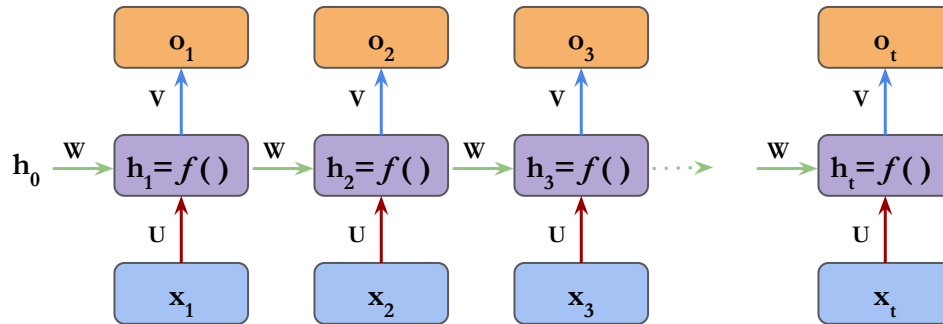 o₁ o₂ o₃ oₜ
V V V V
W W W W
h₀ h₁=f() h₂=f() h₃=f() hₜ=f()
U U U U
x₁ x₂ x₃ xₜ